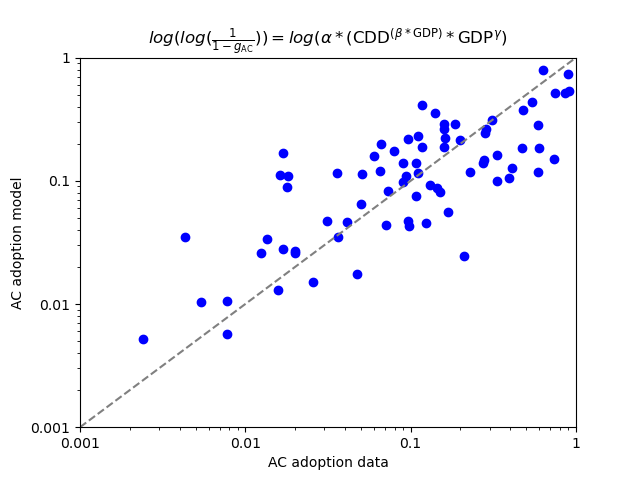 log(log(1/(1−g_AC))) = log(α * (CDD^(β * GDP) * GDP^γ)
1
0.1
0.01
0.001
0.001 0.01 0.1 1
AC adoption model
AC adoption data